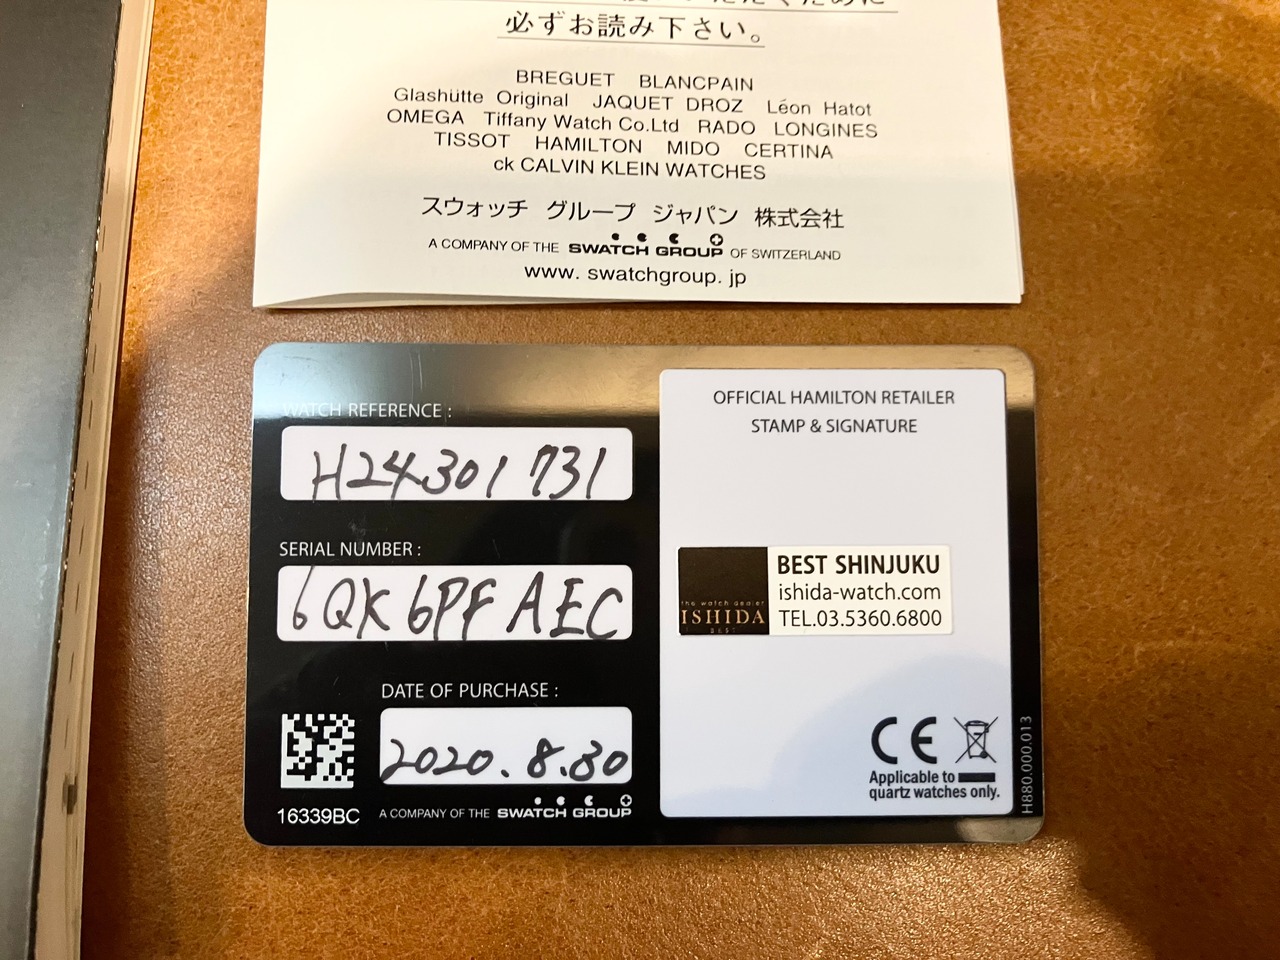 必ずお読み下さい。
BREGUET BLANCPAIN
Glashütte Original JAQUET DROZ Léon Hatot
OMEGA Tiffany Watch Co.Ltd RADO LONGINES
TISSOT HAMILTON MIDO CERTINA
ck CALVIN KLEIN WATCHES
スウォッチ グループ ジャパン 株式会社
A COMPANY OF THE SWATCH GROUP OF SWITZERLAND
www. swatchgroup. jp
WATCH REFERENCE :
H24301731
SERIAL NUMBER :
6QK6PFAEC
DATE OF PURCHASE :
2020.8.30
16339BC
A COMPANY OF THE SWATCH GROUP
OFFICIAL HAMILTON RETAILER
STAMP & SIGNATURE
the watch dealer
ISHIDA
BEST
BEST SHINJUKU
ishida-watch.com
TEL.03.5360.6800
CE
Applicable to
quartz watches only.
H880.000.013